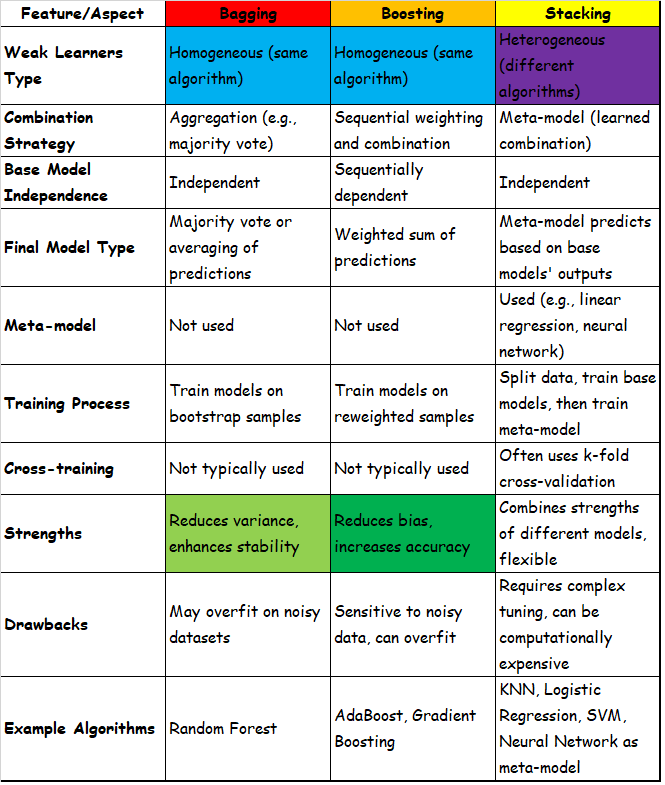 Feature/Aspect Bagging Boosting Stacking
Weak Learners
Type
Homogeneous (same
algorithm)
Homogeneous (same
algorithm)
Heterogeneous
(different
algorithms)
Combination
Strategy
Aggregation (e.g.,
majority vote)
Sequential weighting
and combination
Meta-model (learned
combination)
Base Model
Independence
Independent
Sequentially
dependent
Independent
Final Model Type
Majority vote or
averaging of
predictions
Weighted sum of
predictions
Meta-model predicts
based on base
models' outputs
Meta-model
Not used
Not used
Used (e.g., linear
regression, neural
network)
Training Process
Train models on
bootstrap samples
Train models on
reweighted samples
Split data, train base
models, then train
meta-model
Cross-training
Not typically used
Not typically used
Often uses k-fold
cross-validation
Strengths
Reduces variance,
enhances stability
Reduces bias,
increases accuracy
Combines strengths
of different models,
flexible
Drawbacks
May overfit on noisy
datasets
Sensitive to noisy
data, can overfit
Requires complex
tuning, can be
computationally
expensive
Example Algorithms
Random Forest
AdaBoost, Gradient
Boosting
KNN, Logistic
Regression, SVM,
Neural Network as
meta-model